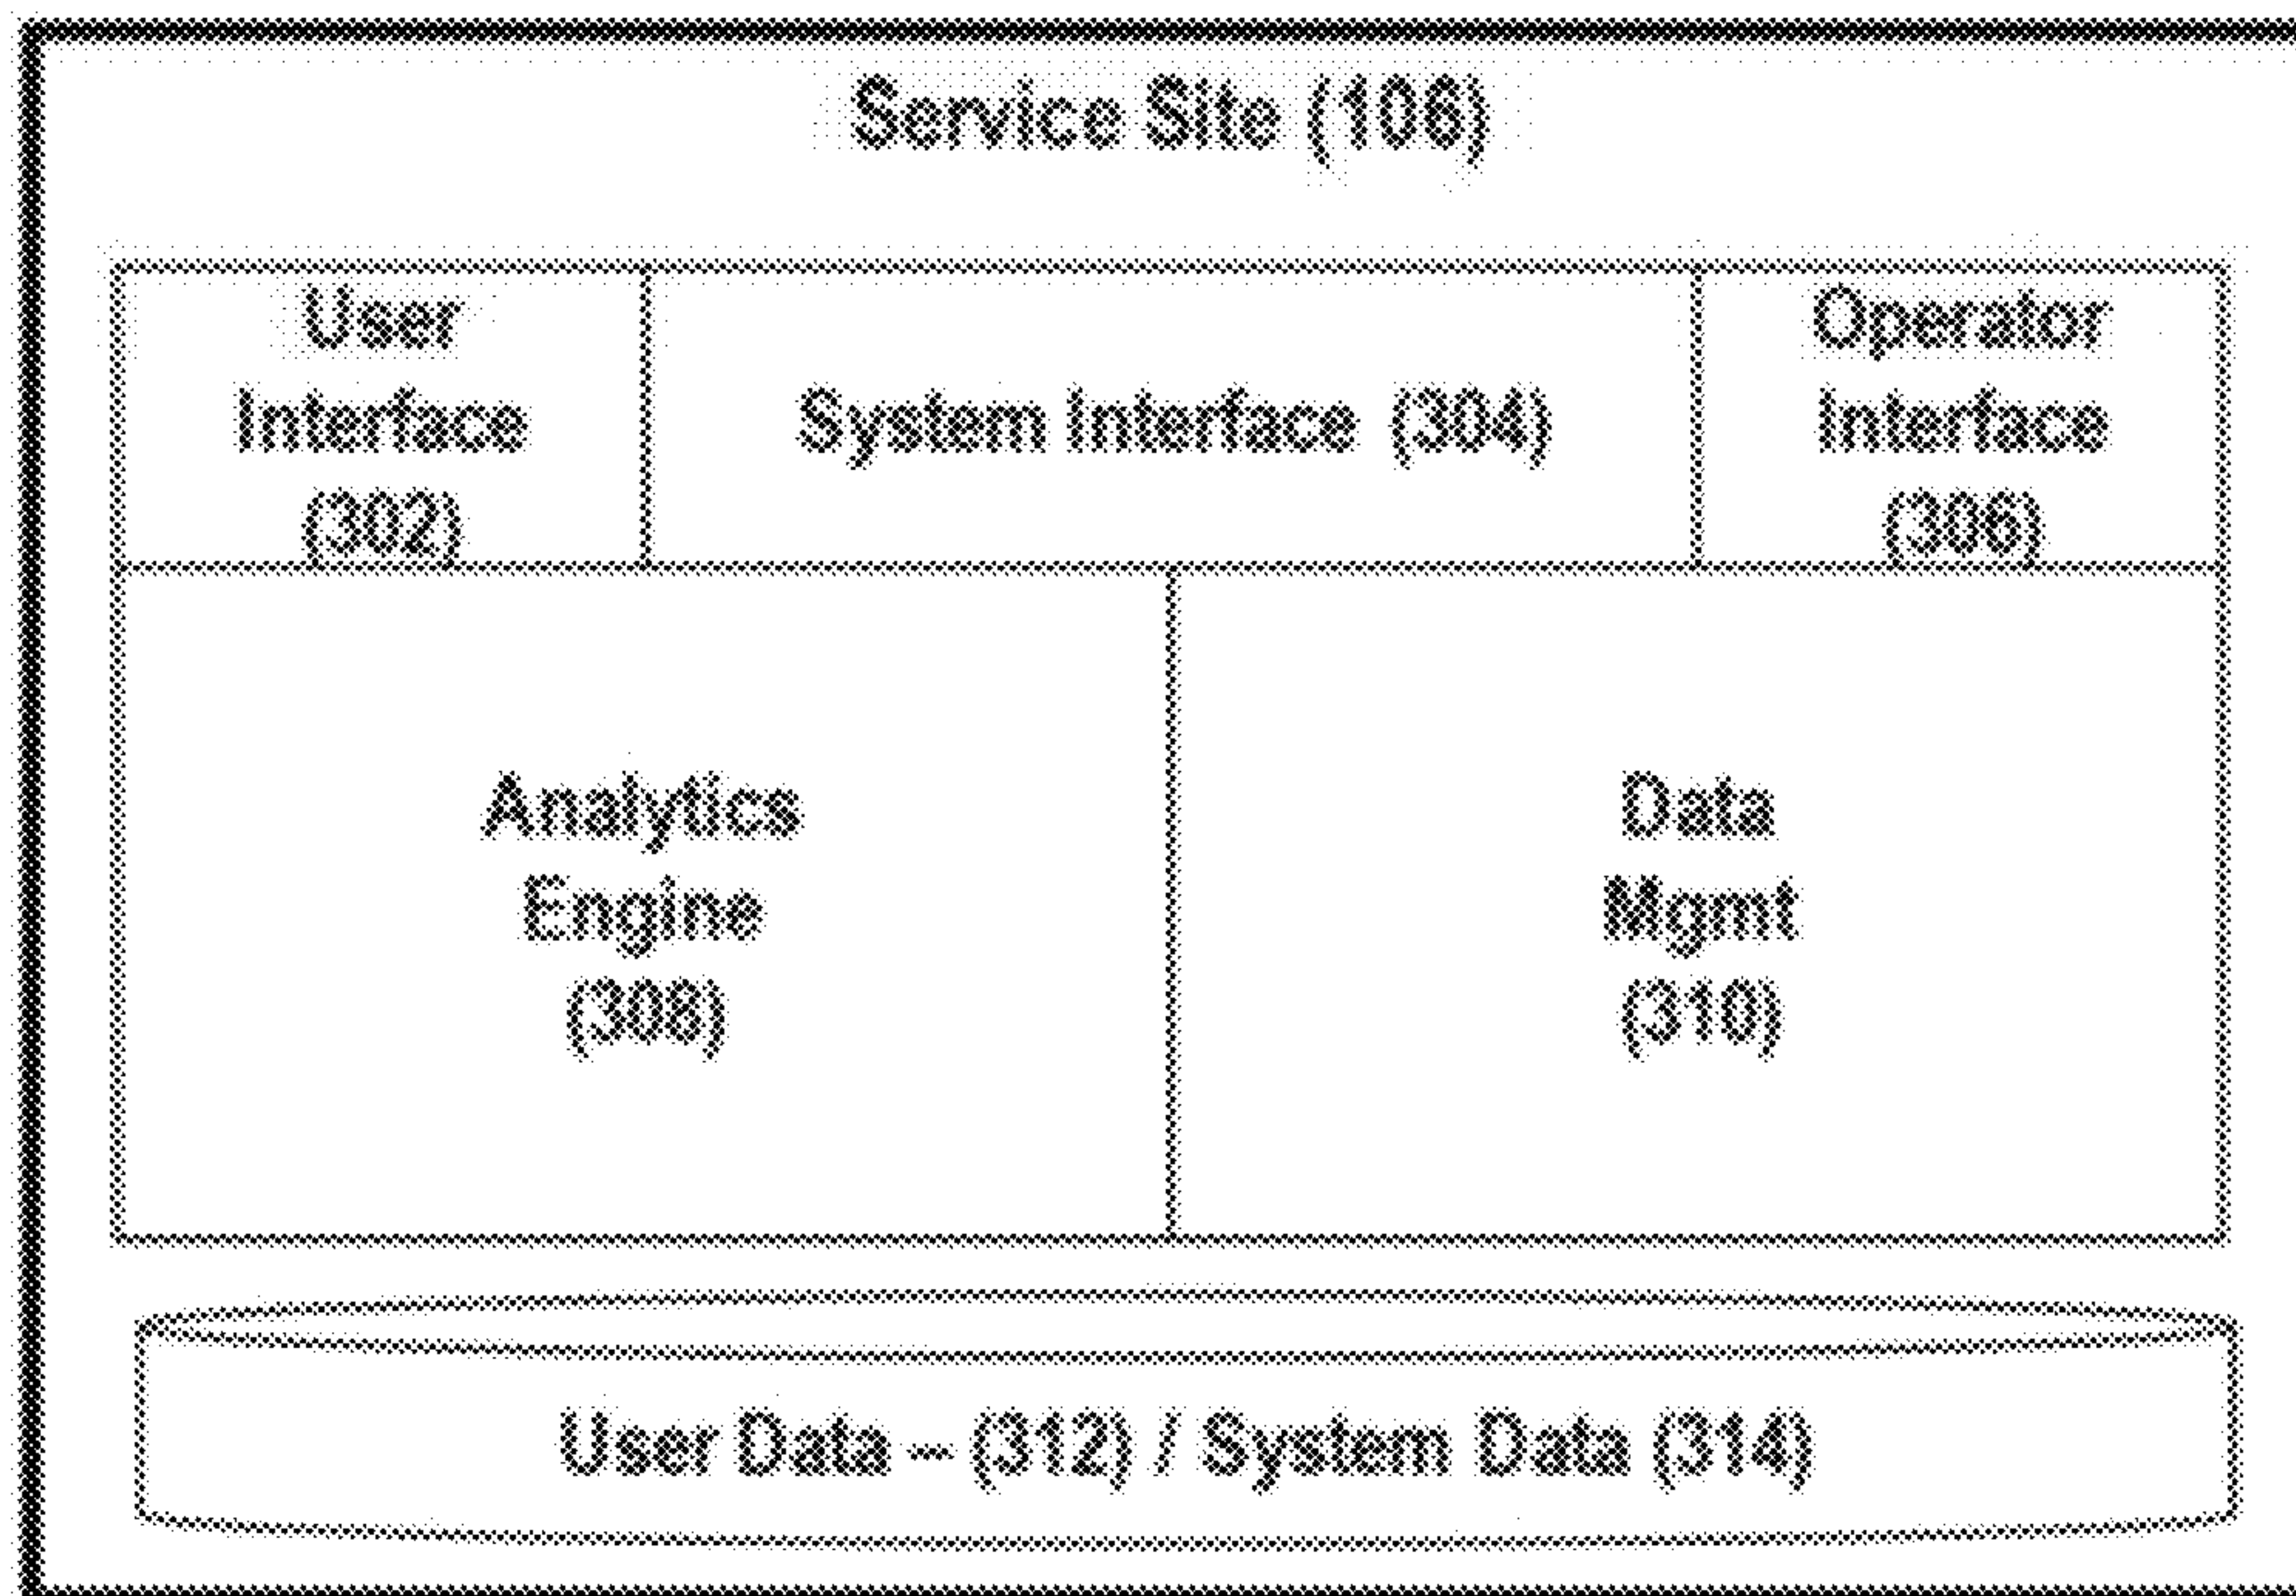 Service Site (106)
User
Interface
(302)
System Interface (304)
Operator
Interface
(306)
Analytics
Engine
(308)
Data
Mgmt
(310)
User Data – (312) / System Data (314)